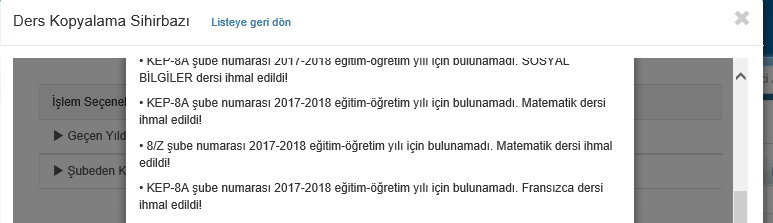 Ders Kopyalama Sihirbazı Listeye geri dön
• KEP-8A şube numarası 2017-2018 eğitim-öğretim yılı için bulunamadı. SOSYAL
BİLGİLER dersi ihmal edildi!
İşlem Seçenel
• KEP-8A şube numarası 2017-2018 eğitim-öğretim yılı için bulunamadı. Matematik dersi
ihmal edildi!
Geçen Yıld
• 8/Z şube numarası 2017-2018 eğitim-öğretim yılı için bulunamadı. Matematik dersi ihmal
edildi!
Şubeden K
• KEP-8A şube numarası 2017-2018 eğitim-öğretim yılı için bulunamadı. Fransızca dersi
ihmal edildi!